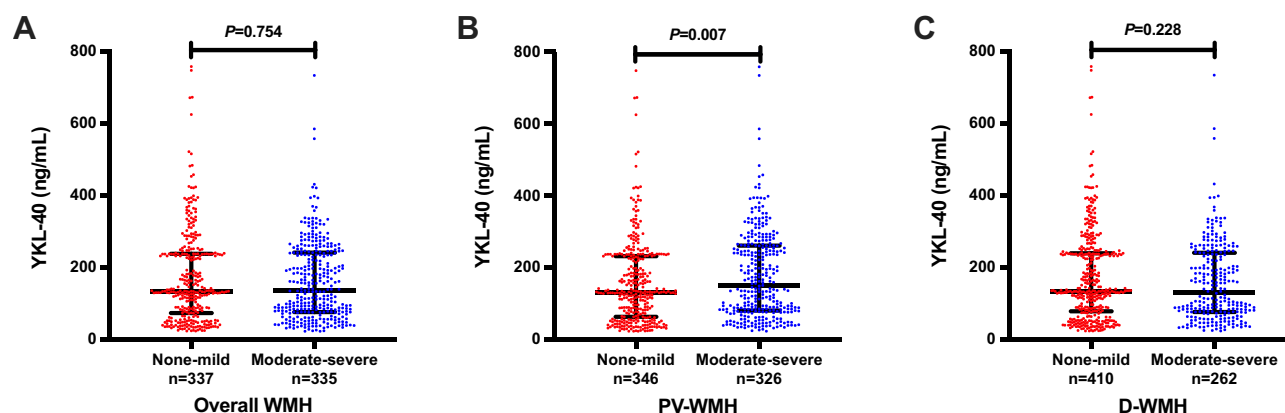 A
P=0.754
YKL-40 (ng/mL)
800
600
400
200
0
None-mild
n=337
Moderate-severe
n=335
Overall WMH
B
P=0.007
YKL-40 (ng/mL)
800
600
400
200
0
None-mild
n=346
Moderate-severe
n=326
PV-WMH
C
P=0.228
YKL-40 (ng/mL)
800
600
400
200
0
None-mild
n=410
Moderate-severe
n=262
D-WMH